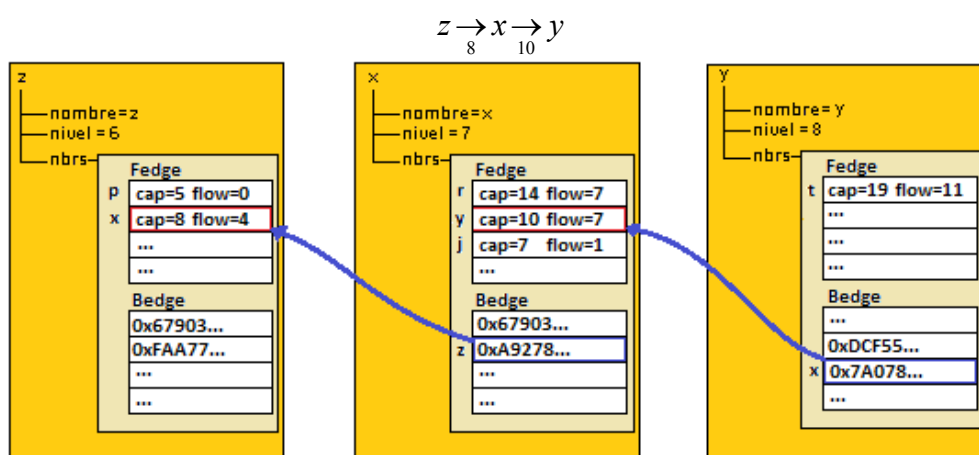 z → x → y
8 10
z
nombre=z
nivel = 6
nbrs
Fedge
p cap=5 flow=0
x cap=8 flow=4
...
...
Bedge
0x67903...
0xFAA77...
...
...
x
nombre=x
nivel = 7
nbrs
Fedge
r cap=14 flow=7
y cap=10 flow=7
j cap=7 flow=1
...
Bedge
0x67903...
z 0xA9278...
...
...
y
nombre= y
nivel = 8
nbrs
Fedge
t cap=19 flow=11
...
...
...
Bedge
...
0xDCF55...
x 0x7A078...
...